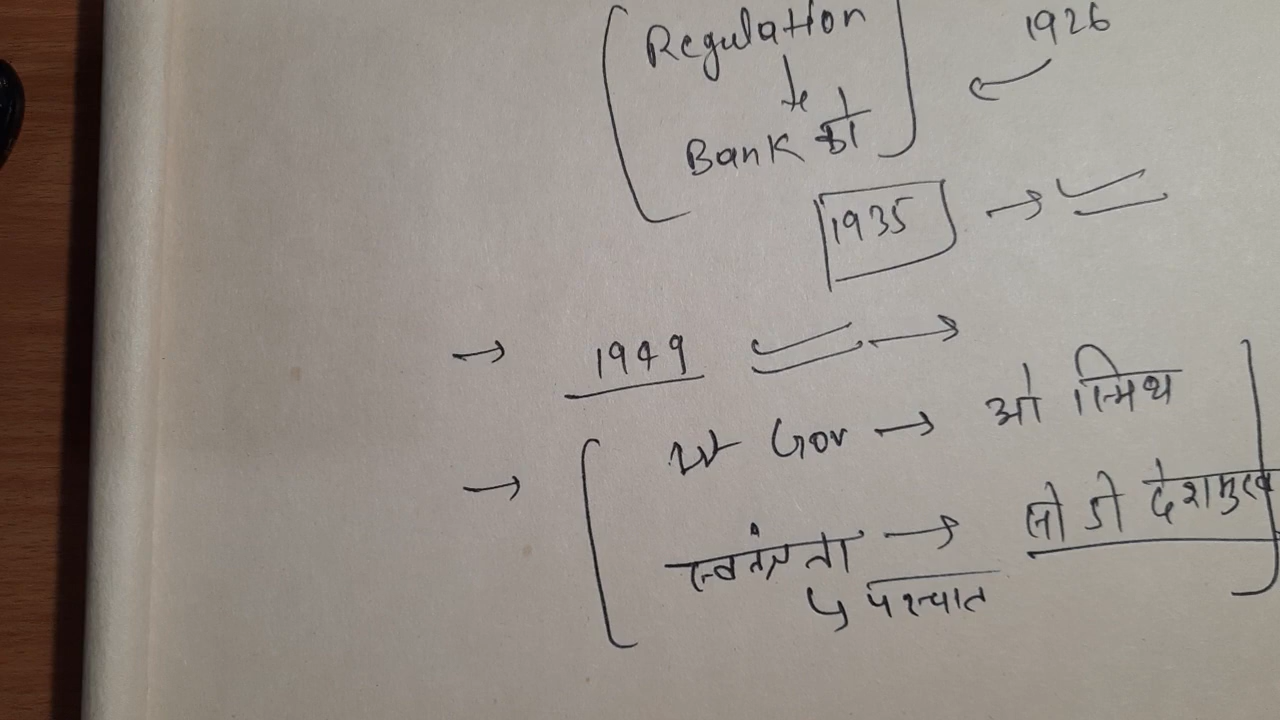 Regulation
1926
Bank को
1935
1949
1st Gov → ओ स्मिथ
स्वतंत्रता → सी डी देशमुख
पश्चात